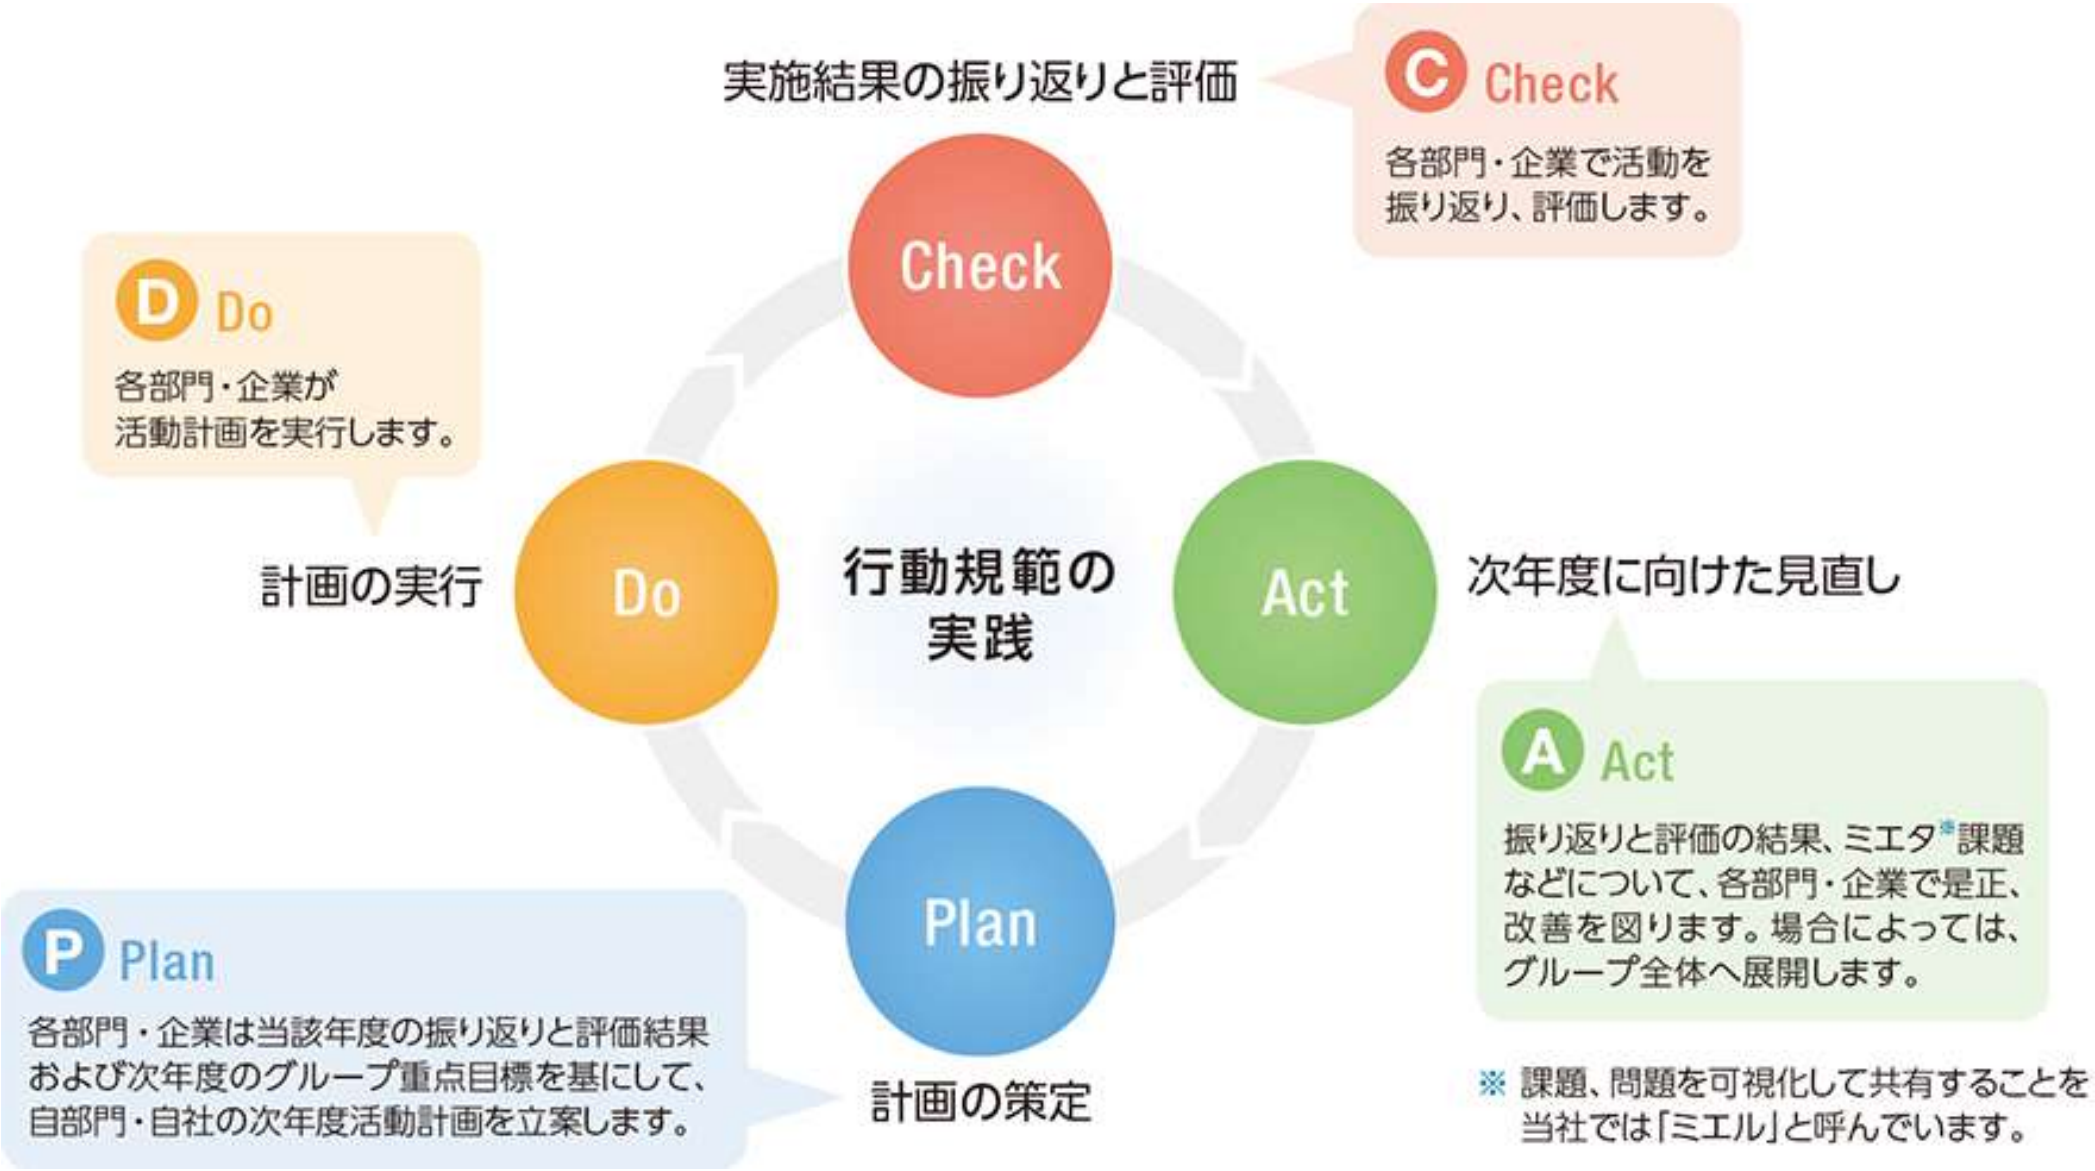 実施結果の振り返りと評価
C Check
各部門・企業で活動を
振り返り、評価します。
Check
D Do
各部門・企業が
活動計画を実行します。
計画の実行
Do
行動規範の
実践
Act
次年度に向けた見直し
A Act
振り返りと評価の結果、ミエタ※課題
などについて、各部門・企業で是正、
改善を図ります。場合によっては、
グループ全体へ展開します。
Plan
計画の策定
P Plan
各部門・企業は当該年度の振り返りと評価結果
および次年度のグループ重点目標を基にして、
自部門・自社の次年度活動計画を立案します。
※ 課題、問題を可視化して共有することを
当社では「ミエル」と呼んでいます。